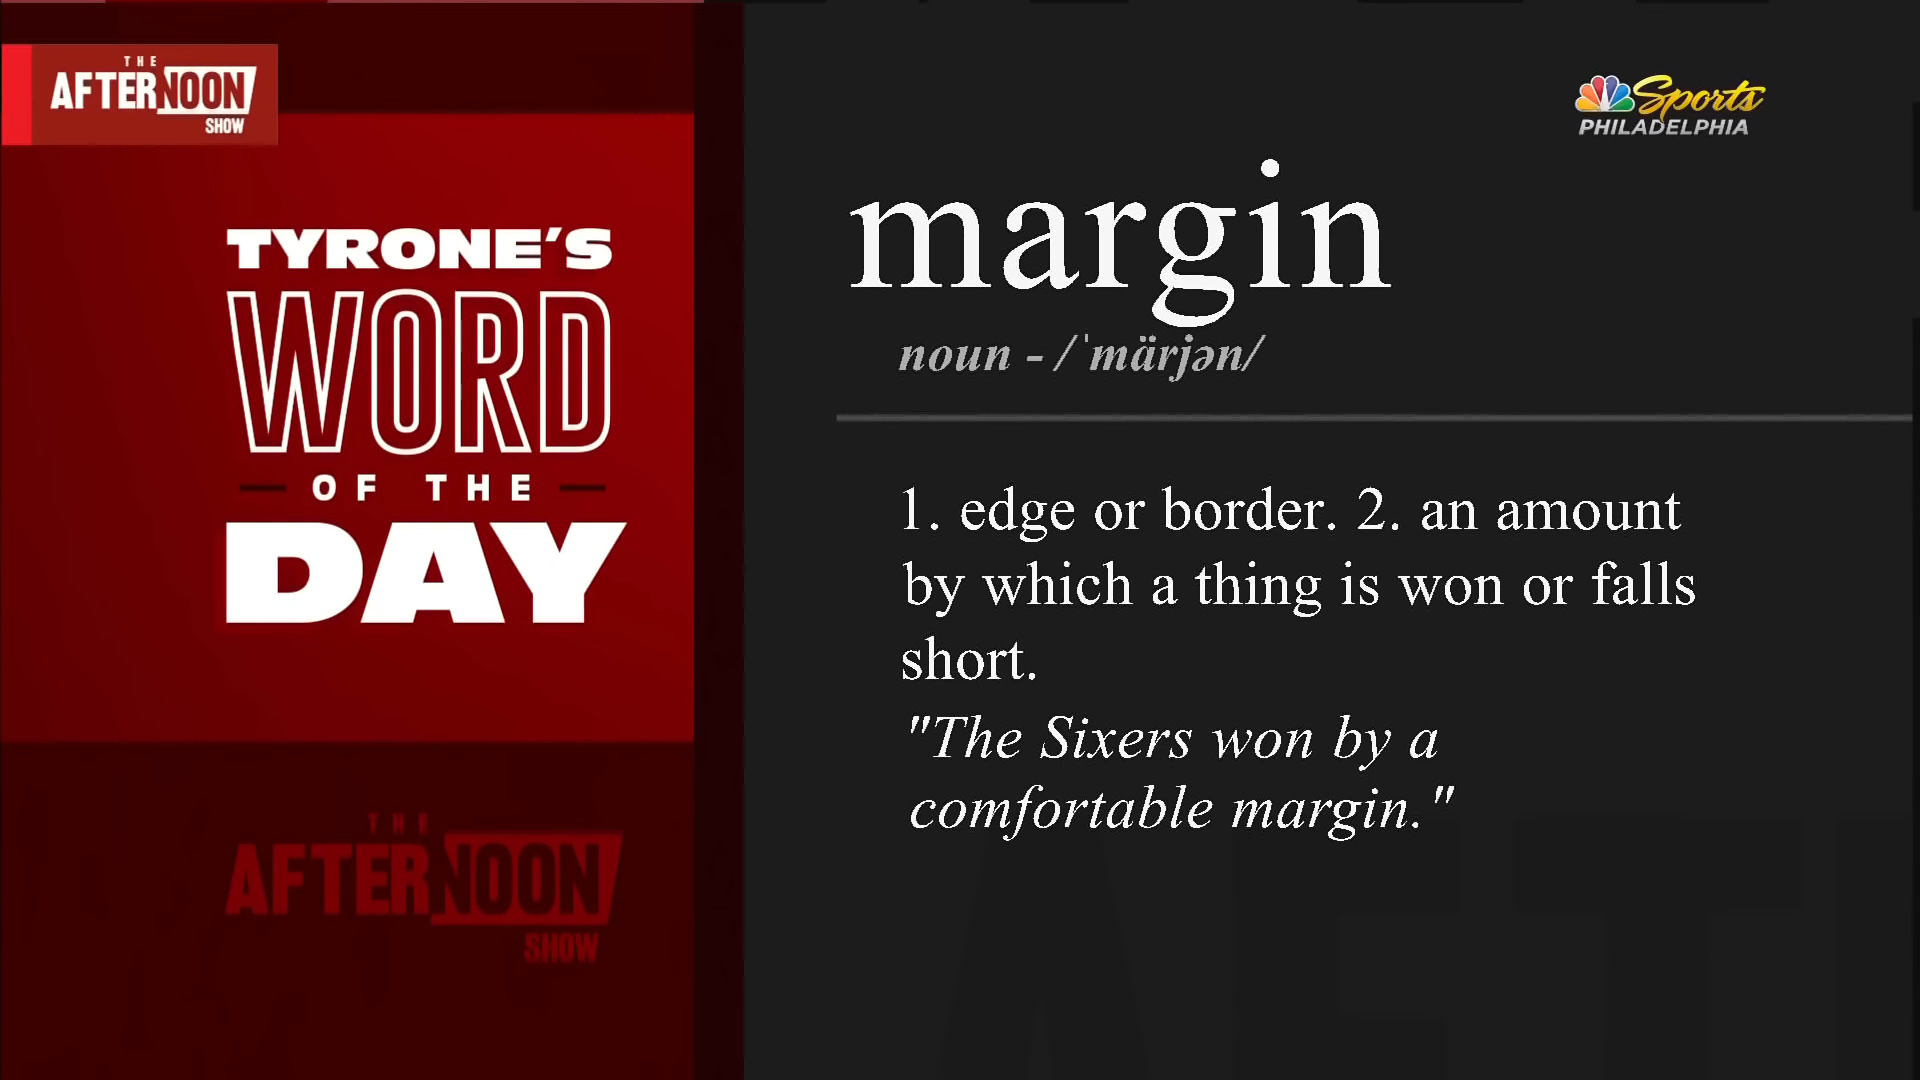 THE
AFTERNOON
SHOW
TYRONE'S
WORD
OF THE
DAY
THE
AFTERNOON
SHOW
Sports
PHILADELPHIA
margin
noun - /ˈmärjən/
1. edge or border. 2. an amount
by which a thing is won or falls
short.
"The Sixers won by a
comfortable margin."